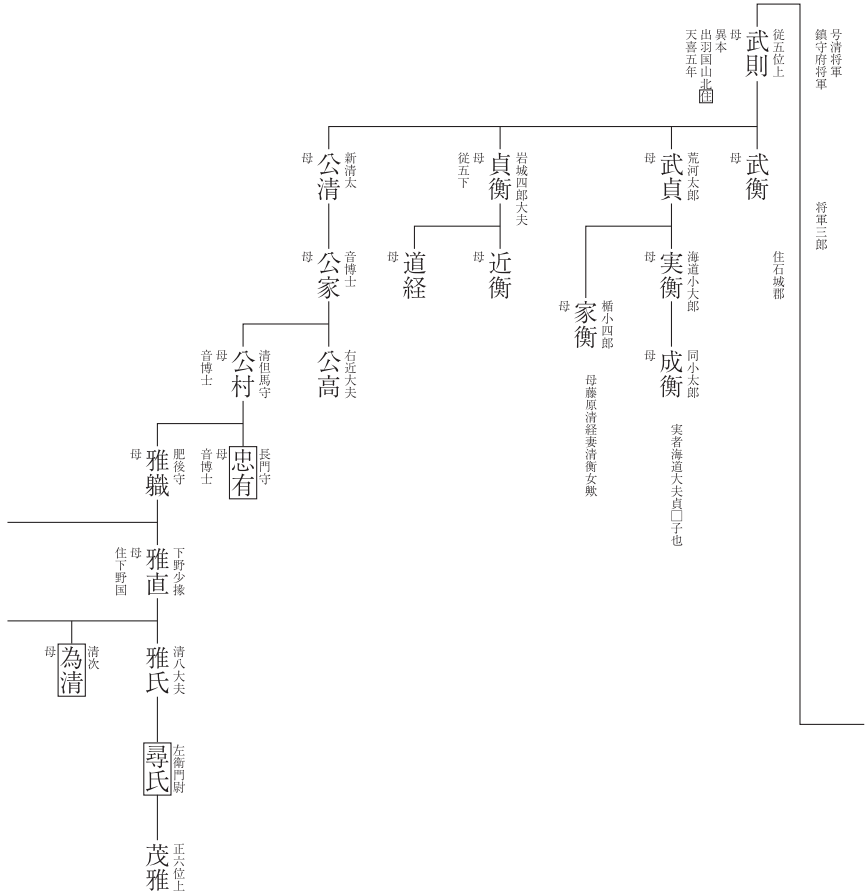 号清将軍
鎮守府将軍
将軍三郎
従五位上
武則
母
異本
出羽国山北住
天喜五年
住石城郡
武衡
母
荒河太郎
武貞
母
岩城四郎大夫
貞衡
母
従五下
新清太
公清
母
海道小大郎
実衡
母
近衡
母
道経
母
音博士
公家
母
楯小四郎
家衡
母
母藤原清経妻清衡女歟
同小太郎
成衡
母
実者海道大夫貞□子也
右近大夫
公高
清但馬守
公村
母
音博士
長門守
忠有
母
音博士
肥後守
雅軄
母
下野少掾
雅直
母
住下野国
清八大夫
雅氏
清次
為清
母
左衛門尉
尋氏
正六位上
茂雅